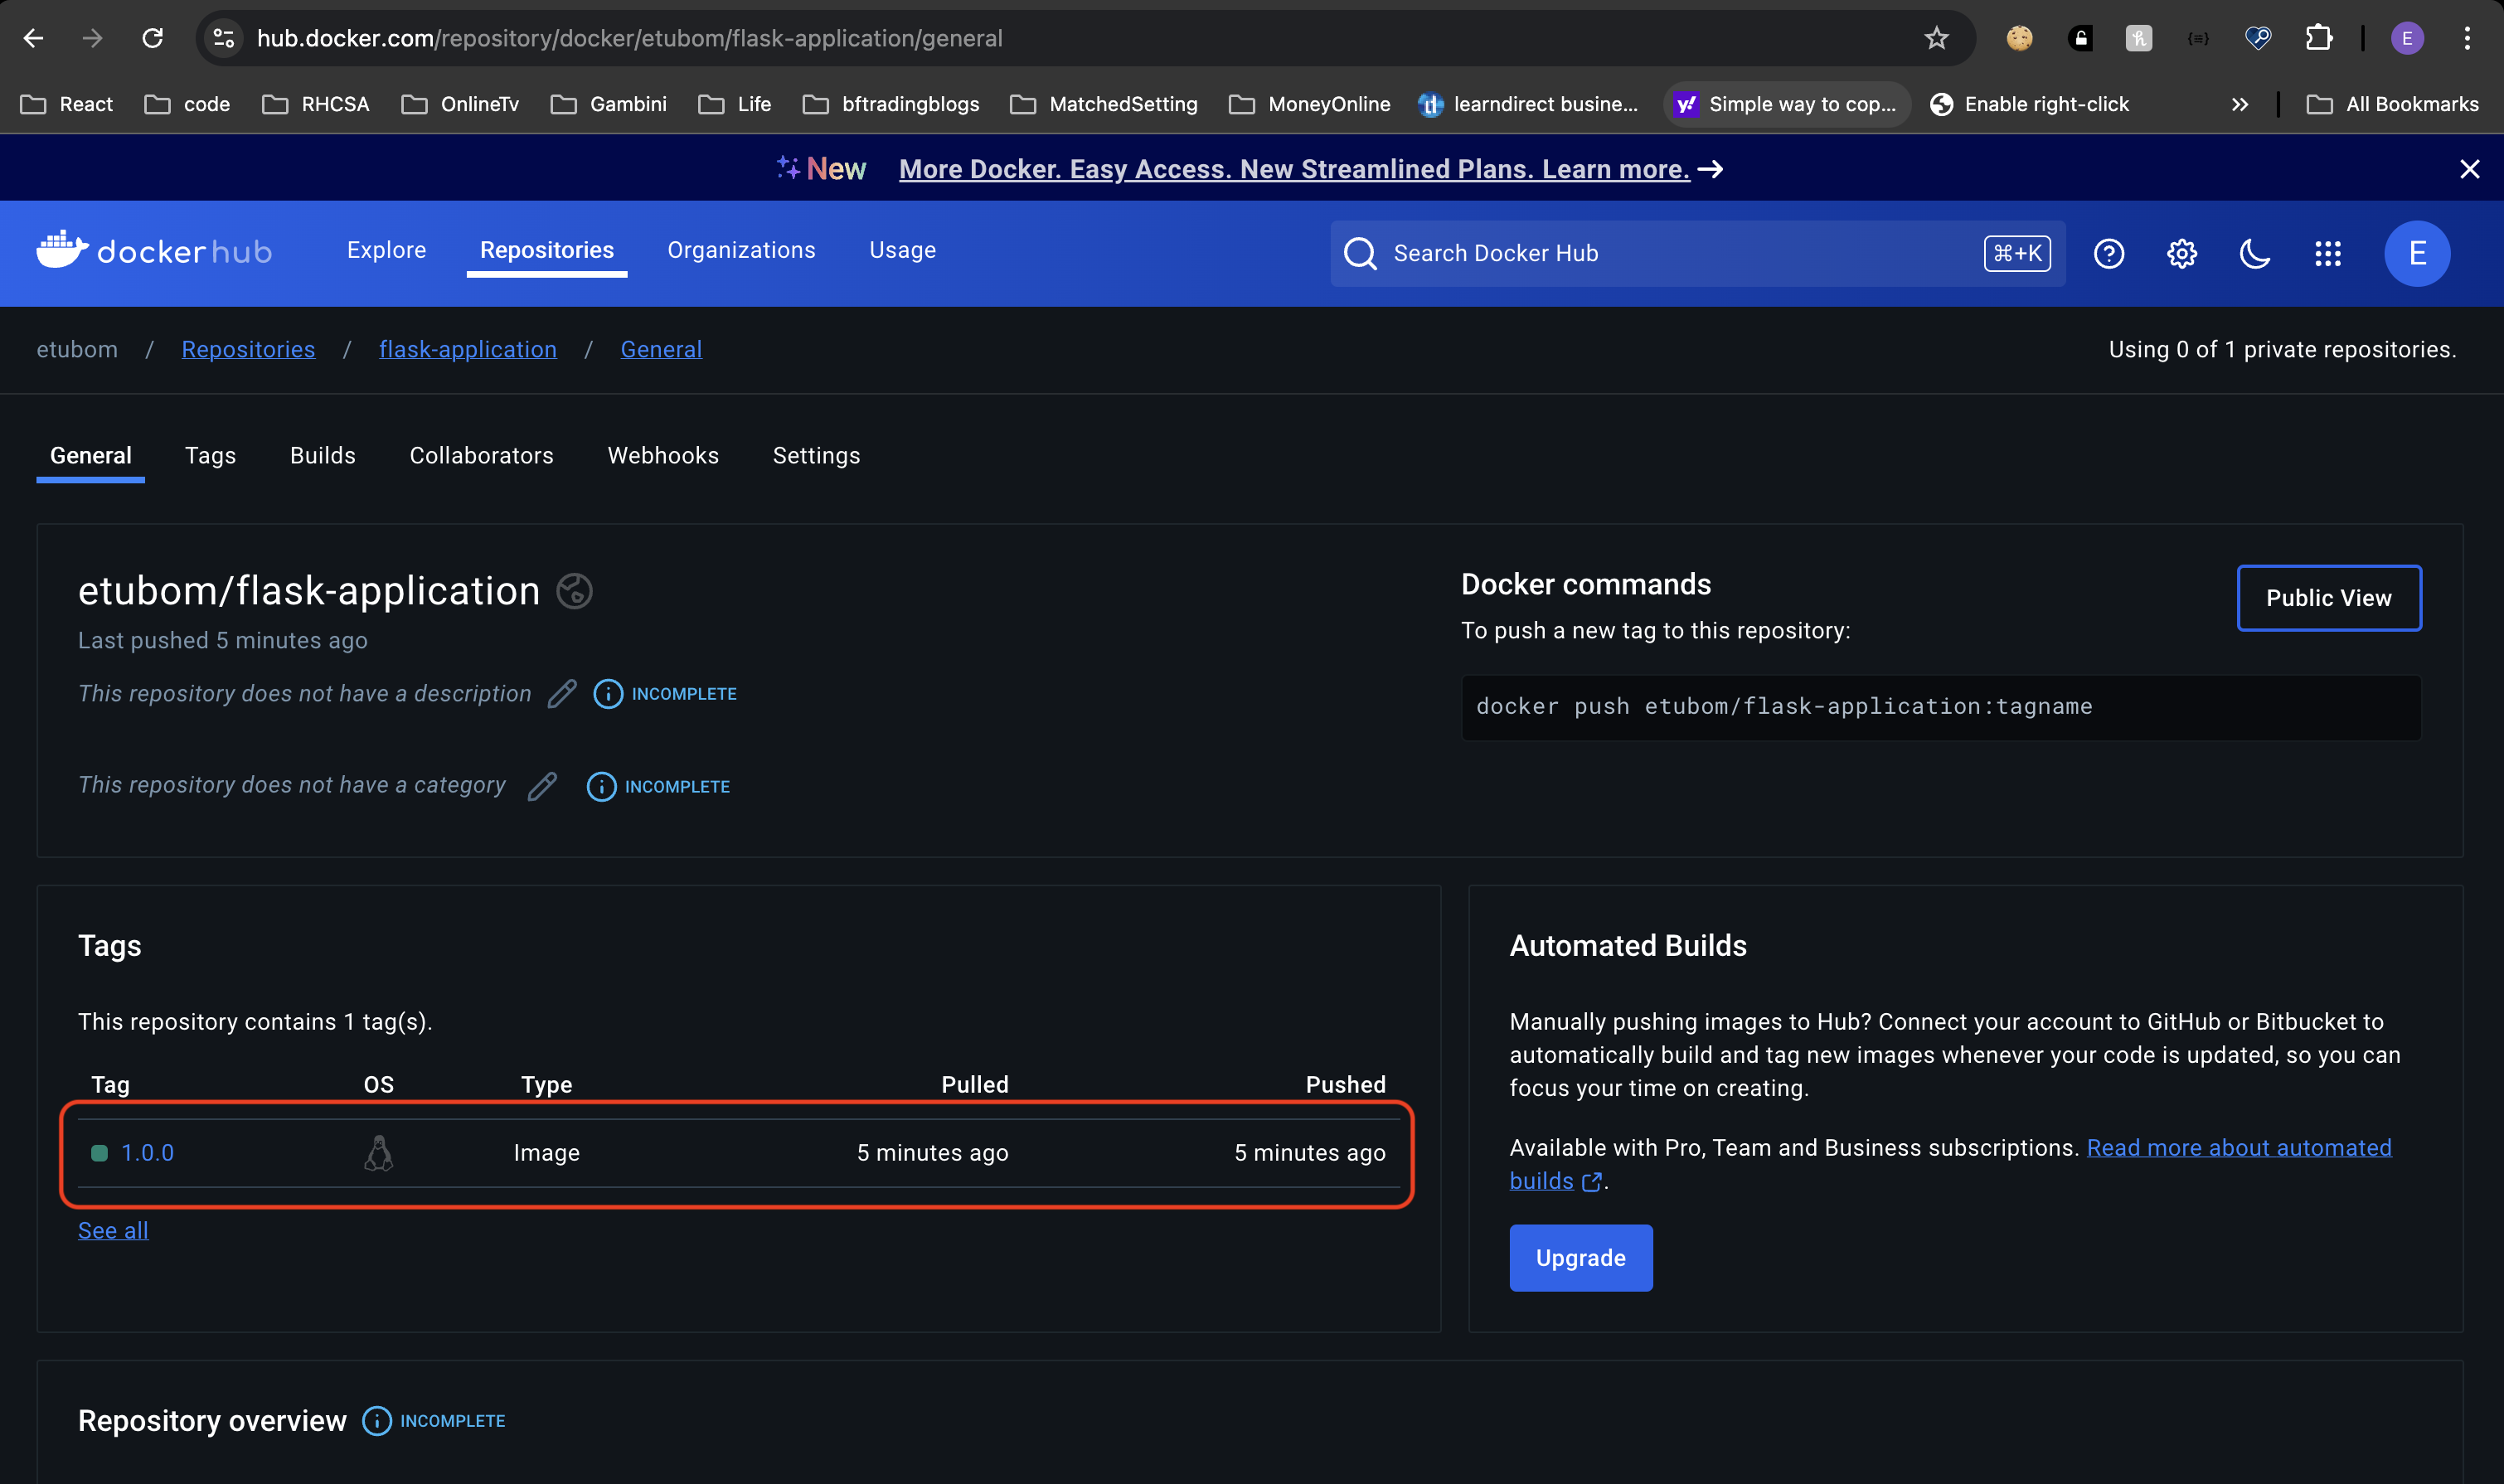 hub.docker.com/repository/docker/etubom/flask-application/general
E
React code RHCSA OnlineTv Gambini Life bftradingblogs MatchedSetting MoneyOnline learndirect busine... Simple way to cop... Enable right-click » All Bookmarks
New More Docker. Easy Access. New Streamlined Plans. Learn more. →
dockerhub Explore Repositories Organizations Usage Search Docker Hub ⌘+K E
etubom / Repositories / flask-application / General Using 0 of 1 private repositories.
General Tags Builds Collaborators Webhooks Settings
etubom/flask-application
Last pushed 5 minutes ago
This repository does not have a description INCOMPLETE
This repository does not have a category INCOMPLETE
Docker commands
Public View
To push a new tag to this repository:
docker push etubom/flask-application:tagname
Tags
This repository contains 1 tag(s).
Tag OS Type Pulled Pushed
1.0.0 Image 5 minutes ago 5 minutes ago
See all
Automated Builds
Manually pushing images to Hub? Connect your account to GitHub or Bitbucket to
automatically build and tag new images whenever your code is updated, so you can
focus your time on creating.
Available with Pro, Team and Business subscriptions. Read more about automated
builds.
Upgrade
Repository overview INCOMPLETE